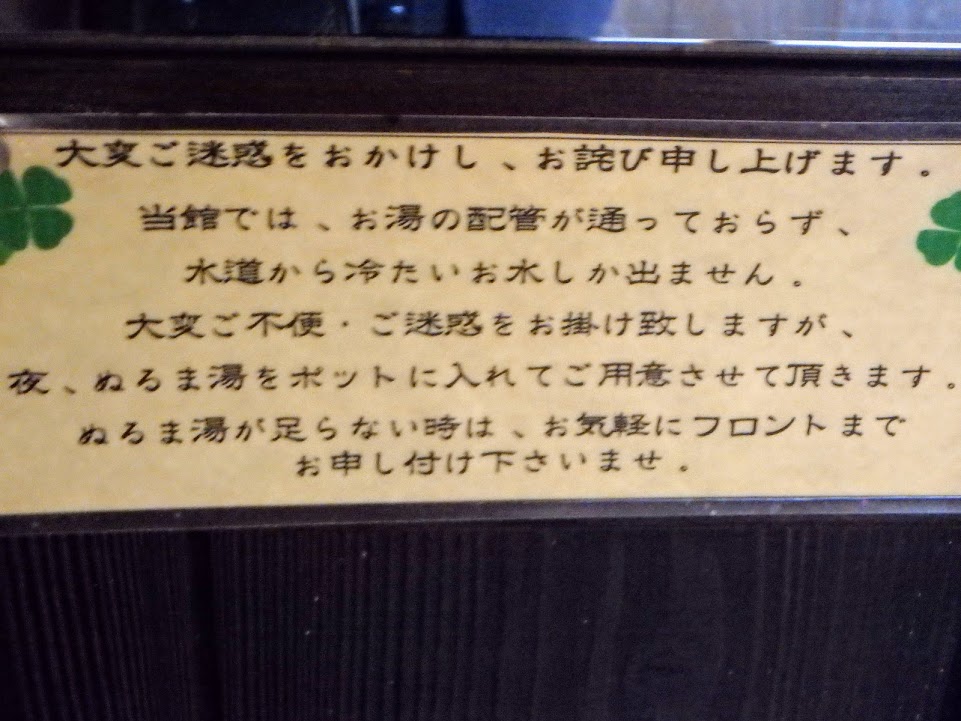 大変ご迷惑をおかけし、お詫び申し上げます。
当館では、お湯の配管が通っておらず、
水道から冷たいお水しか出ません。
大変ご不便・ご迷惑をお掛け致しますが、
夜、ぬるま湯をポットに入れてご用意させて頂きます。
ぬるま湯が足らない時は、お気軽にフロントまで
お申し付け下さいませ。